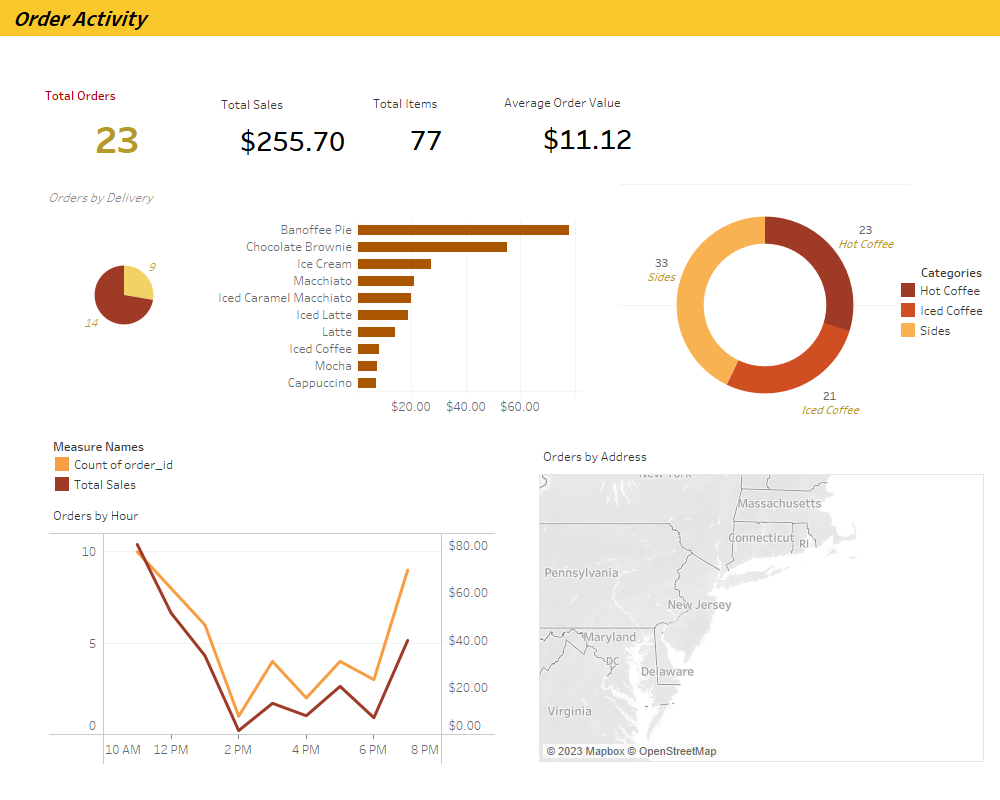 Order Activity
Total Orders
Total Sales
Total Items
Average Order Value
23
$255.70
77
$11.12
Orders by Delivery
9
14
Banoffee Pie
Chocolate Brownie
Ice Cream
Macchiato
Iced Caramel Macchiato
Iced Latte
Latte
Iced Coffee
Mocha
Cappuccino
$20.00 $40.00 $60.00
23
Hot Coffee
33
Sides
21
Iced Coffee
Categories
Hot Coffee
Iced Coffee
Sides
Measure Names
Count of order_id
Total Sales
Orders by Hour
10
5
0
$80.00
$60.00
$40.00
$20.00
$0.00
10 AM 12 PM 2 PM 4 PM 6 PM 8 PM
Orders by Address
New York
Massachusetts
Connecticut
RI
Pennsylvania
New Jersey
Maryland
DC
Delaware
Virginia
© 2023 Mapbox © OpenStreetMap